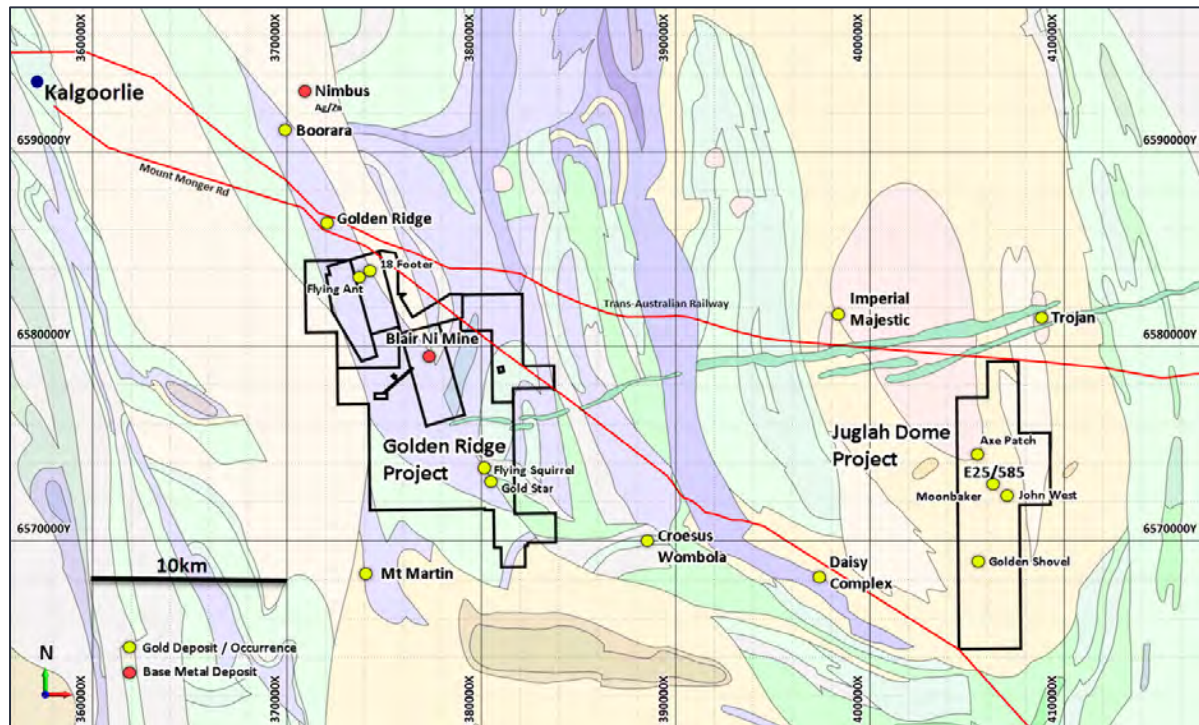 360000X
370000X
380000X
390000X
400000X
410000X
Kalgoorlie
Nimbus
Ag/Zn
Boorara
6590000Y
6590000Y
Mount Monger Rd
Golden Ridge
18 Footer
Flying Ant
Trans-Australian Railway
Imperial
Majestic
Trojan
6580000Y
6580000Y
Blair Ni Mine
Golden Ridge
Project
Juglah Dome
Project
Axe Patch
E25/585
Moonbaker
John West
Flying Squirrel
Gold Star
6570000Y
6570000Y
Croesus
Wombola
Golden Shovel
10km
Mt Martin
Daisy
Complex
Gold Deposit / Occurrence
Base Metal Deposit
N
360000X
370000X
380000X
390000X
400000X
410000X